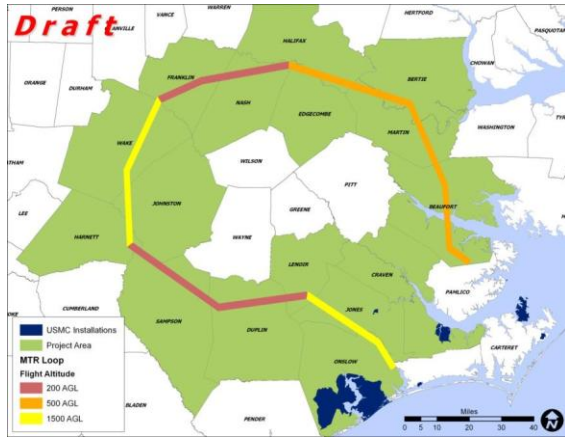 Draft
PERSON
VANCE
WARREN
HERTFORD
PASQUOTAN
GRANVILLE
HALIFAX
CHOWAN
ORANGE
DURHAM
FRANKLIN
BERTIE
NASH
EDGECOMBE
MARTIN
WASHINGTON
WAKE
WILSON
PITT
JOHNSTON
BEAUFORT
LEE
GREENE
WAYNE
HARNETT
LENOIR
CRAVEN
PAMLICO
CUMBERLAND
SAMPSON
DUPLIN
JONES
CARTERET
ONSLOW
BLADEN
PENDER
USMC Installations
Project Area
MTR Loop
Flight Altitude
200 AGL
500 AGL
1500 AGL
Miles
0 5 10 20 30 40
N